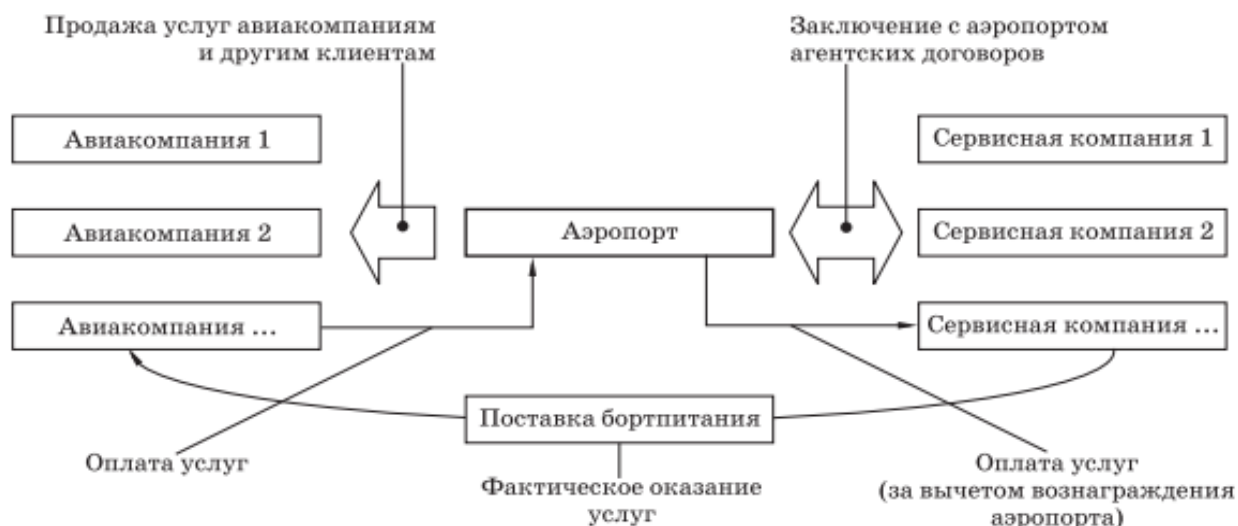 Продажа услуг авиакомпаниям
и другим клиентам
Заключение с аэропортом
агентских договоров
Авиакомпания 1
Сервисная компания 1
Авиакомпания 2
Аэропорт
Сервисная компания 2
Авиакомпания ...
Сервисная компания ...
Поставка бортпитания
Оплата услуг
Фактическое оказание
услуг
Оплата услуг
(за вычетом вознаграждения
аэропорта)